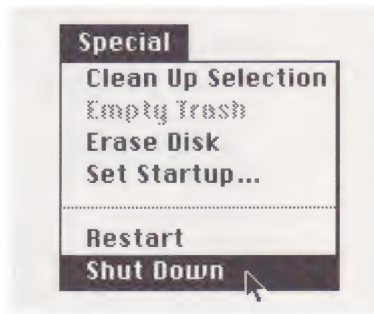 Special
Clean Up Selection
Empty Trash
Erase Disk
Set Startup...
Restart
Shut Down